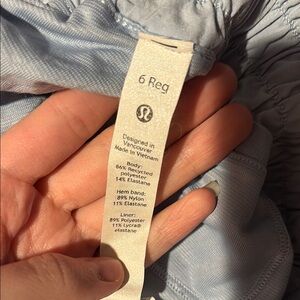 6 Reg
Designed in
Vancouver
Made in Vietnam
Body:
86% Recycled
polyester
14% Elastane
Hem band:
89% Nylon
11% Elastane
Liner:
89% Polyester
11% Lycra®
elastane